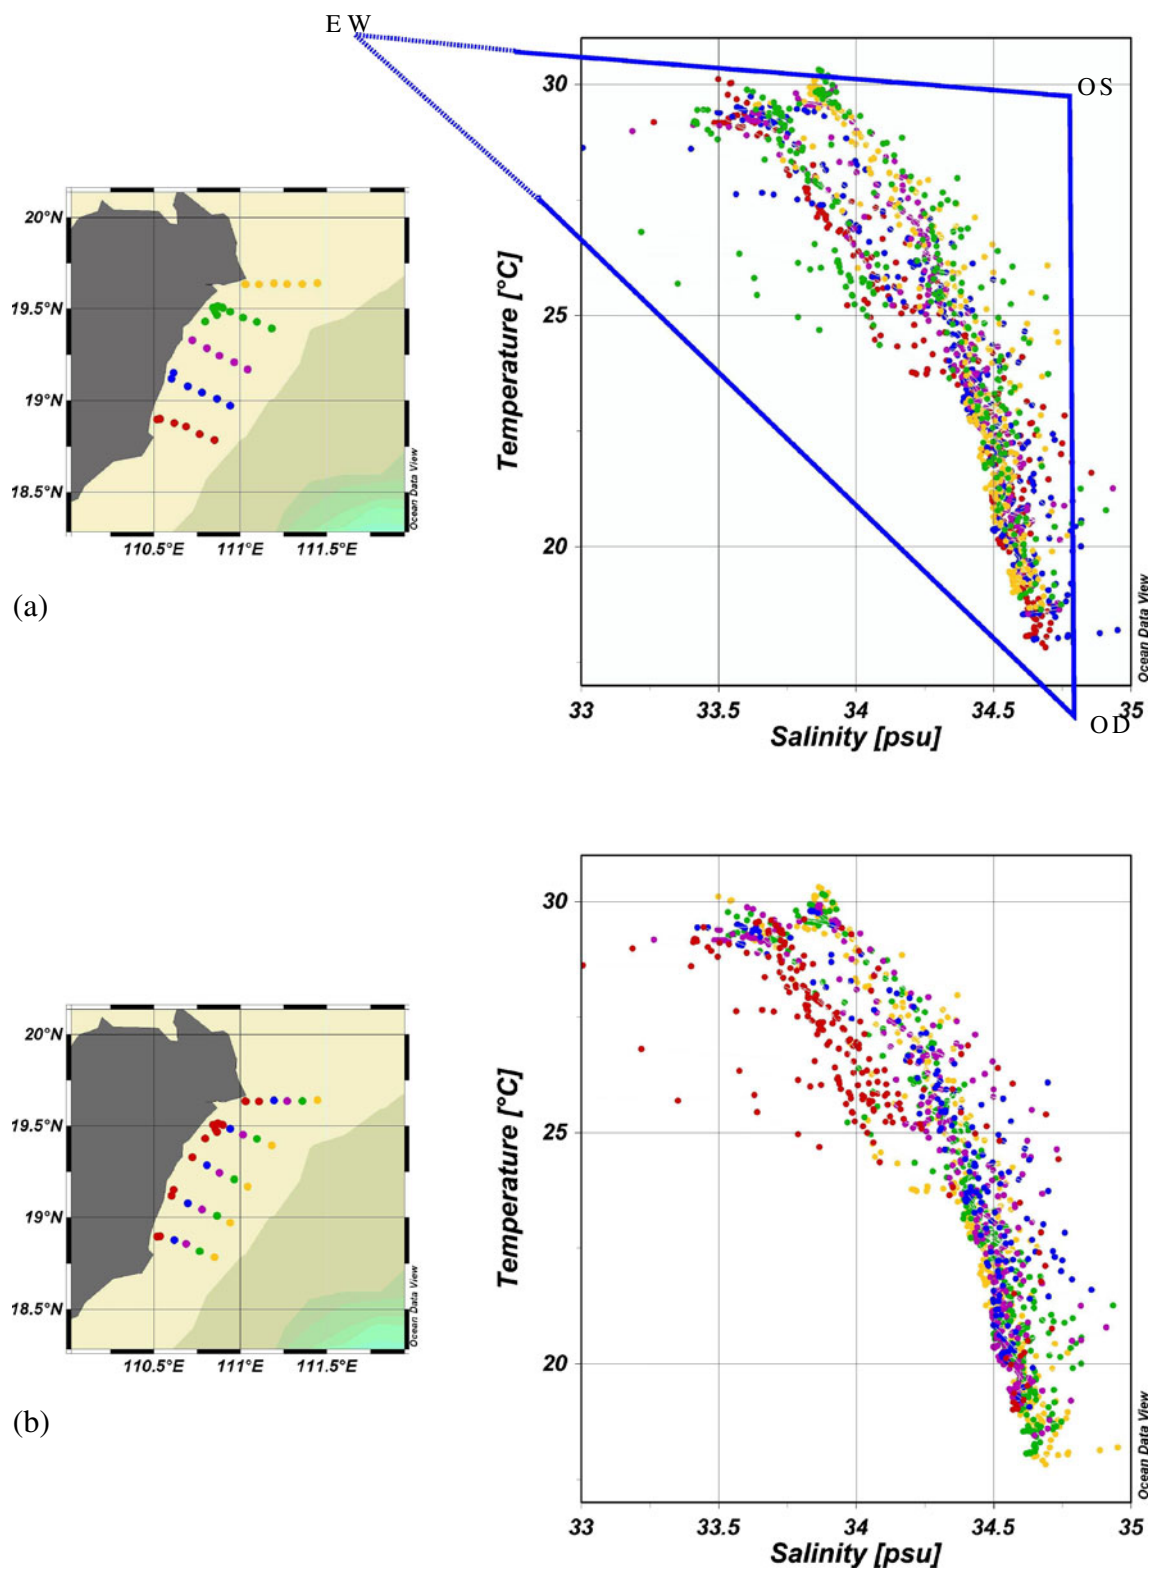 EW
OS
30
25
20
Temperature [°C]
33
33.5
34
34.5
35
Salinity [psu]
OD
Ocean Data View
20°N
19.5°N
19°N
18.5°N
110.5°E
111°E
111.5°E
Ocean Data View
(a)
30
25
20
Temperature [°C]
33
33.5
34
34.5
35
Salinity [psu]
Ocean Data View
20°N
19.5°N
19°N
18.5°N
110.5°E
111°E
111.5°E
Ocean Data View
(b)